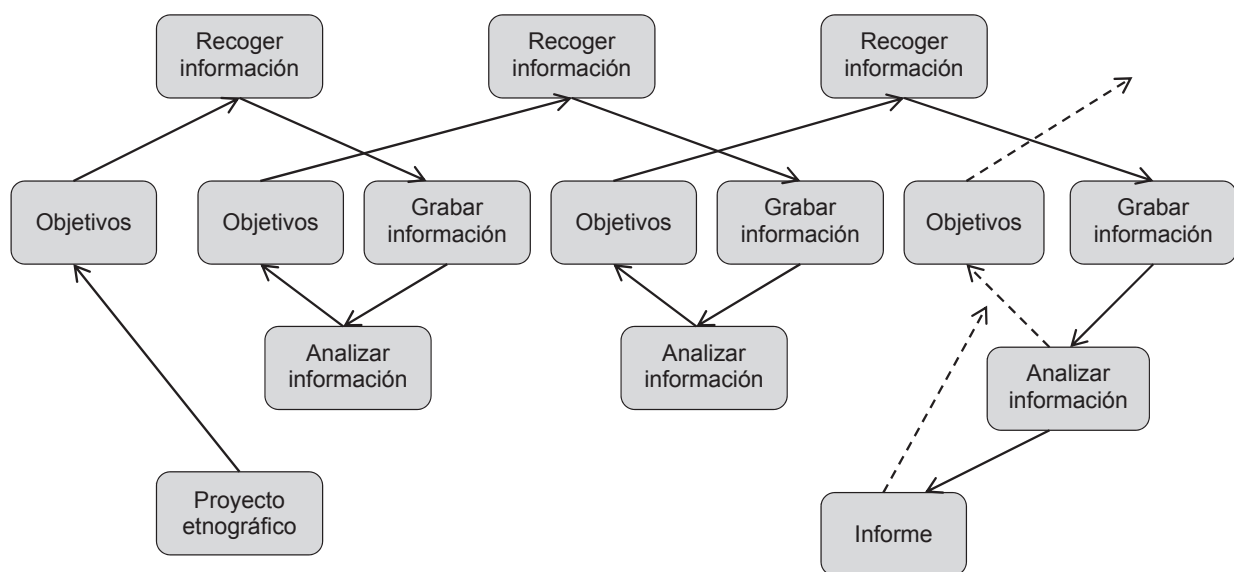 Recoger
información
Recoger
información
Recoger
información
Objetivos
Objetivos
Grabar
información
Objetivos
Grabar
información
Objetivos
Grabar
información
Analizar
información
Analizar
información
Analizar
información
Proyecto
etnográfico
Informe